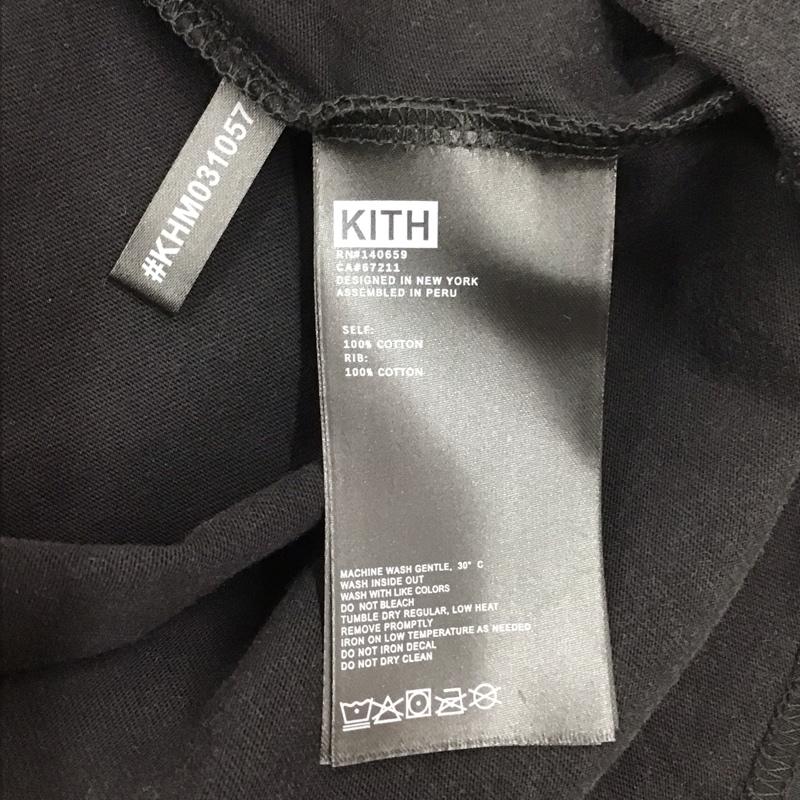 #KHM031057
KITH
RN#140659
CA#67211
DESIGNED IN NEW YORK
ASSEMBLED IN PERU
SELF:
100% COTTON
RIB:
100% COTTON
MACHINE WASH GENTLE, 30° C
WASH INSIDE OUT
WASH WITH LIKE COLORS
DO NOT BLEACH
TUMBLE DRY REGULAR, LOW HEAT
REMOVE PROMPTLY
IRON ON LOW TEMPERATURE AS NEEDED
DO NOT IRON DECAL
DO NOT DRY CLEAN